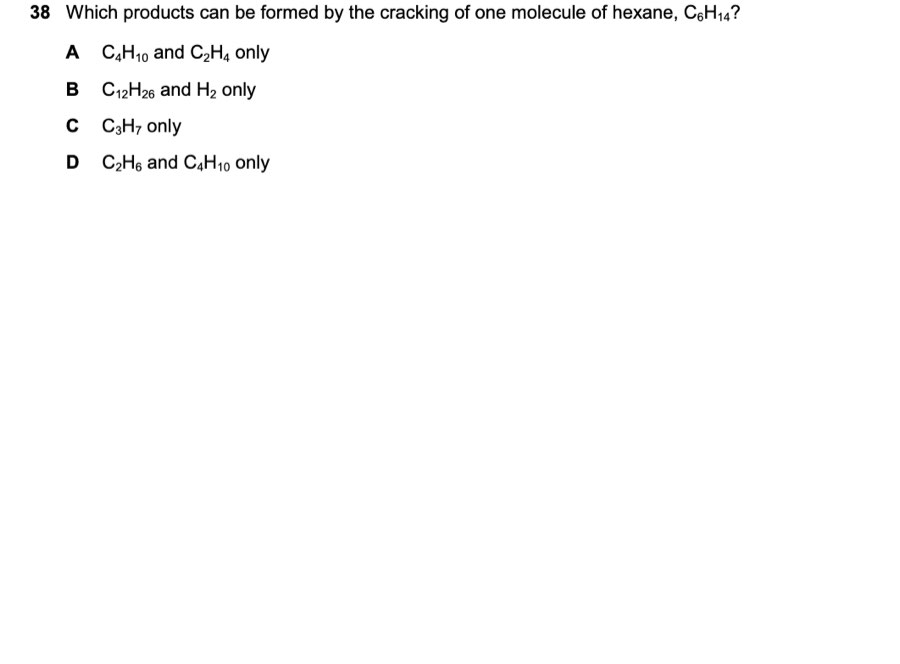 38 Which products can be formed by the cracking of one molecule of hexane, C₆H₁₄?
A C₄H₁₀ and C₂H₄ only
B C₁₂H₂₆ and H₂ only
C C₃H₇ only
D C₂H₆ and C₄H₁₀ only